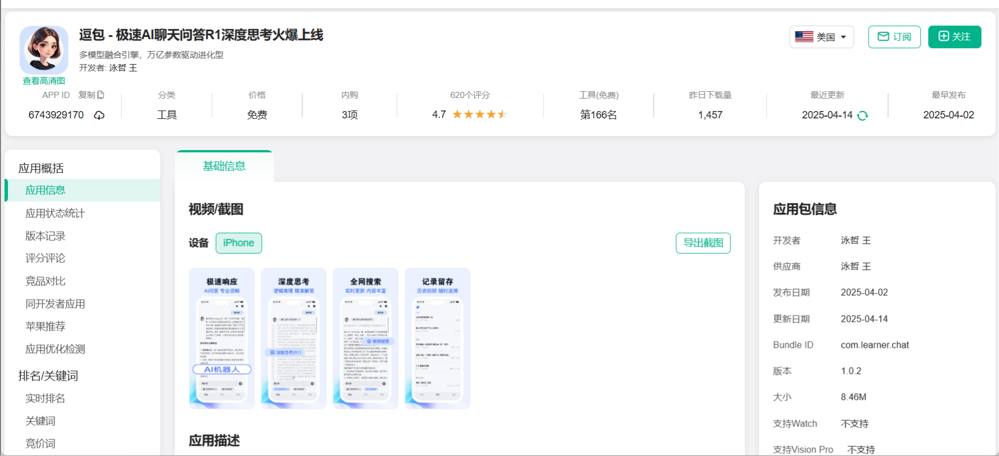 逗包 - 极速AI聊天问答R1深度思考火爆上线
多模型融合引擎，万亿参数驱动进化型
开发者: 泳哲 王
查看高清图
美国
订阅
关注
APP ID 复制
6743929170
分类
工具
价格
免费
内购
3项
620个评分
4.7
工具(免费)
第166名
昨日下载量
1,457
最近更新
2025-04-14
最早发布
2025-04-02
应用概括
应用信息
应用状态统计
版本记录
评分评论
竞品对比
同开发者应用
苹果推荐
应用优化检测
排名/关键词
实时排名
关键词
竞价词
基础信息
视频/截图
设备 iPhone
导出截图
极速响应
AI问答 专业流畅
AI机器人
深度思考
逻辑推理 精准解答
深度思考(R1)
全网搜索
实时更新 内容丰富
联网搜索
记录留存
历史回顾 随时追溯
应用描述
应用包信息
开发者 泳哲 王
供应商 泳哲 王
发布日期 2025-04-02
更新日期 2025-04-14
Bundle ID com.learner.chat
版本 1.0.2
大小 8.46M
支持Watch 不支持
支持Vision Pro 不支持